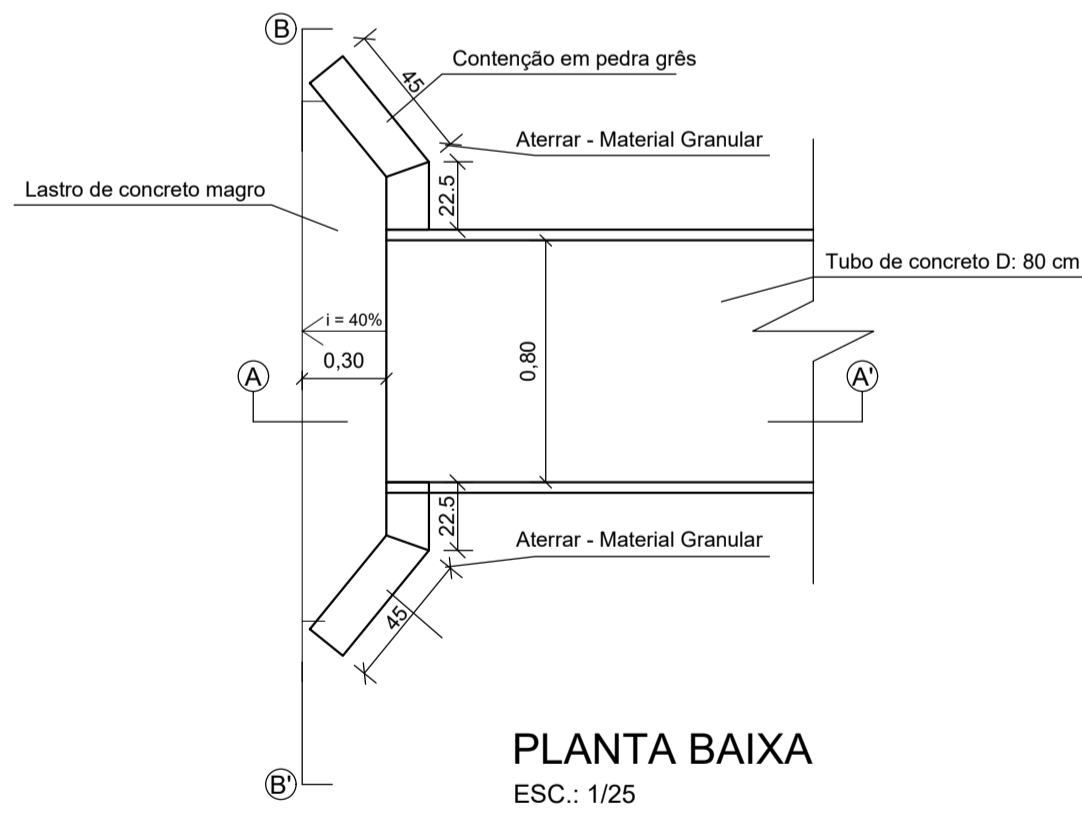 B
Contenção em pedra grês
45
Aterrar - Material Granular
22.5
Lastro de concreto magro
Tubo de concreto D: 80 cm
i = 40%
0,30
0,80
A
A'
22.5
Aterrar - Material Granular
45
PLANTA BAIXA
B'
ESC.: 1/25